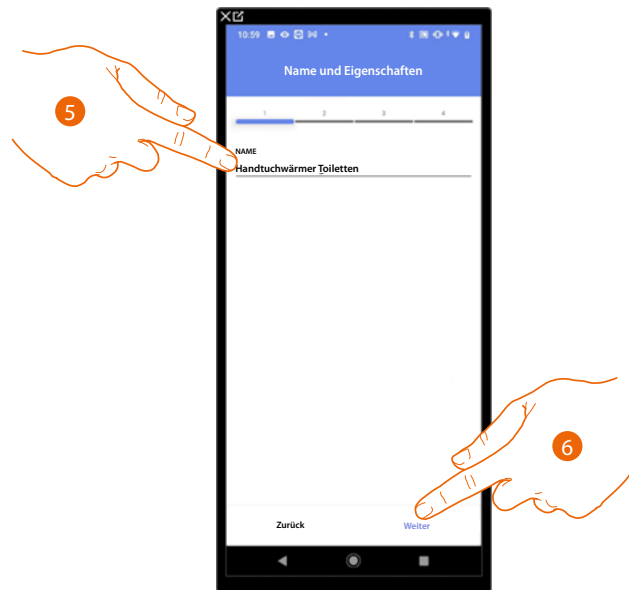 10:59
Name und Eigenschaften
1 2 3 4
NAME
Handtuchwärmer Toiletten
5
6
Zurück Weiter